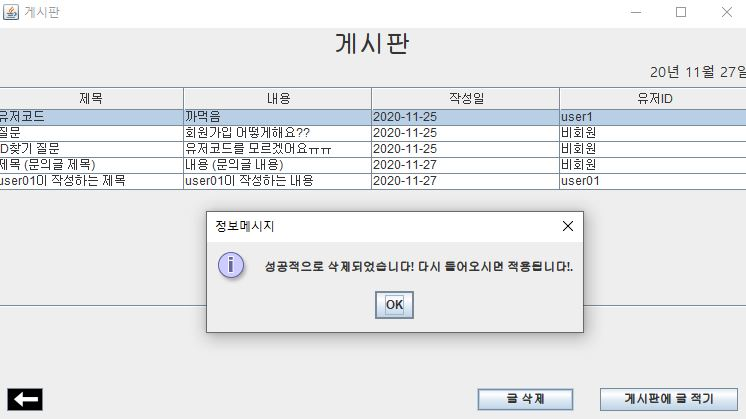 게시판
게시판
20년 11월 27일
제목 내용 작성일 유저ID
유저코드 까먹음 2020-11-25 user1
질문 회원가입 어떻게해요?? 2020-11-25 비회원
ID찾기 질문 유저코드를 모르겠어요ㅠㅠ 2020-11-25 비회원
제목 (문의글 제목) 내용 (문의글 내용) 2020-11-27 비회원
user01이 작성하는 제목 user01이 작성하는 내용 2020-11-27 user01
정보메시지
성공적으로 삭제되었습니다! 다시 들어오시면 적용됩니다!.
OK
글 삭제 게시판에 글 적기